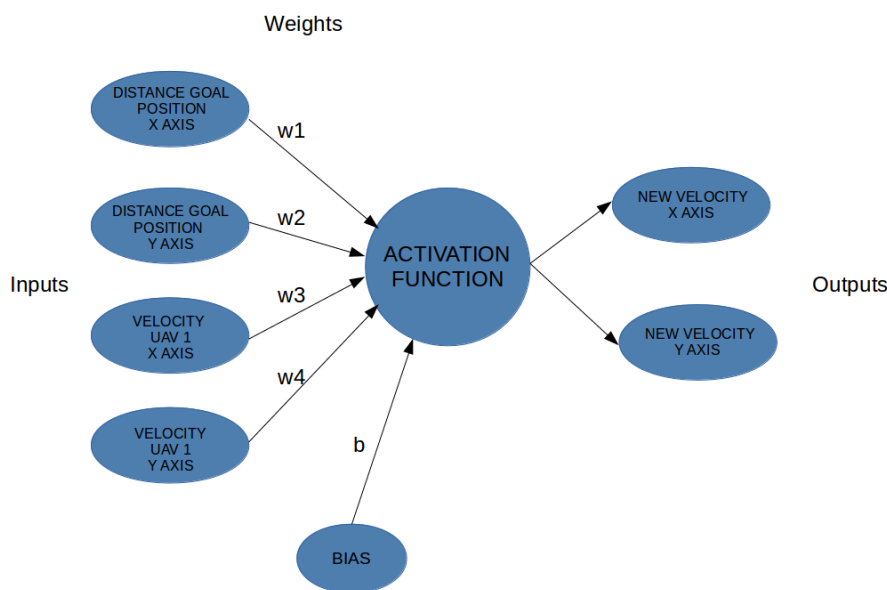 Weights
DISTANCE GOAL
POSITION
X AXIS
w1
DISTANCE GOAL
POSITION
Y AXIS
w2
Inputs
VELOCITY
UAV 1
X AXIS
w3
VELOCITY
UAV 1
Y AXIS
w4
ACTIVATION
FUNCTION
b
BIAS
NEW VELOCITY
X AXIS
NEW VELOCITY
Y AXIS
Outputs